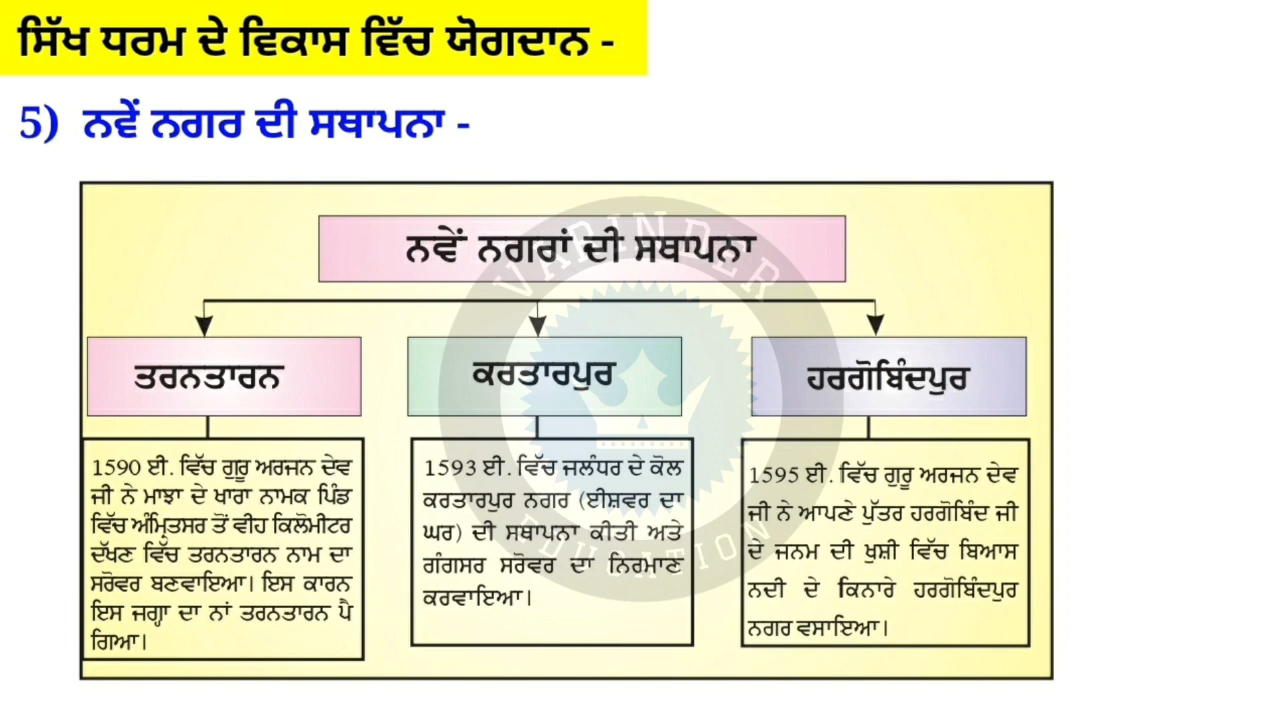 ਸਿੱਖ ਧਰਮ ਦੇ ਵਿਕਾਸ ਵਿੱਚ ਯੋਗਦਾਨ -
5) ਨਵੇਂ ਨਗਰ ਦੀ ਸਥਾਪਨਾ -
ਨਵੇਂ ਨਗਰਾਂ ਦੀ ਸਥਾਪਨਾ
ਤਰਨਤਾਰਨ
1590 ਈ. ਵਿੱਚ ਗੁਰੂ ਅਰਜਨ ਦੇਵ
ਜੀ ਨੇ ਮਾਝਾ ਦੇ ਖਾਰਾ ਨਾਮਕ ਪਿੰਡ
ਵਿੱਚ ਅੰਮ੍ਰਿਤਸਰ ਤੋਂ ਵੀਹ ਕਿਲੋਮੀਟਰ
ਦੱਖਣ ਵਿੱਚ ਤਰਨਤਾਰਨ ਨਾਮ ਦਾ
ਸਰੋਵਰ ਬਣਵਾਇਆ। ਇਸ ਕਾਰਨ
ਇਸ ਜਗ੍ਹਾ ਦਾ ਨਾਂ ਤਰਨਤਾਰਨ ਪੈ
ਗਿਆ।
ਕਰਤਾਰਪੁਰ
1593 ਈ. ਵਿੱਚ ਜਲੰਧਰ ਦੇ ਕੋਲ
ਕਰਤਾਰਪੁਰ ਨਗਰ (ਈਸ਼ਵਰ ਦਾ
ਘਰ) ਦੀ ਸਥਾਪਨਾ ਕੀਤੀ ਅਤੇ
ਗੰਗਸਰ ਸਰੋਵਰ ਦਾ ਨਿਰਮਾਣ
ਕਰਵਾਇਆ।
ਹਰਗੋਬਿੰਦਪੁਰ
1595 ਈ. ਵਿੱਚ ਗੁਰੂ ਅਰਜਨ ਦੇਵ
ਜੀ ਨੇ ਆਪਣੇ ਪੁੱਤਰ ਹਰਗੋਬਿੰਦ ਜੀ
ਦੇ ਜਨਮ ਦੀ ਖੁਸ਼ੀ ਵਿੱਚ ਬਿਆਸ
ਨਦੀ ਦੇ ਕਿਨਾਰੇ ਹਰਗੋਬਿੰਦਪੁਰ
ਨਗਰ ਵਸਾਇਆ।
VARINDER
EDUCATION